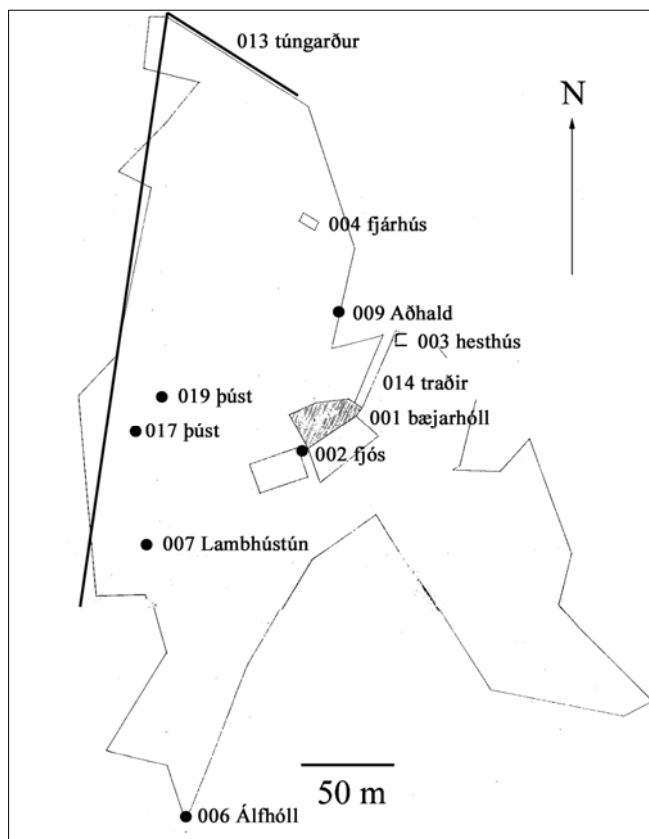 013 túngarður
N
004 fjárhús
009 Aðhald
003 hesthús
014 traðir
019 þúst
001 bæjarhóll
017 þúst
002 fjós
007 Lambhústún
50 m
006 Álfhóll